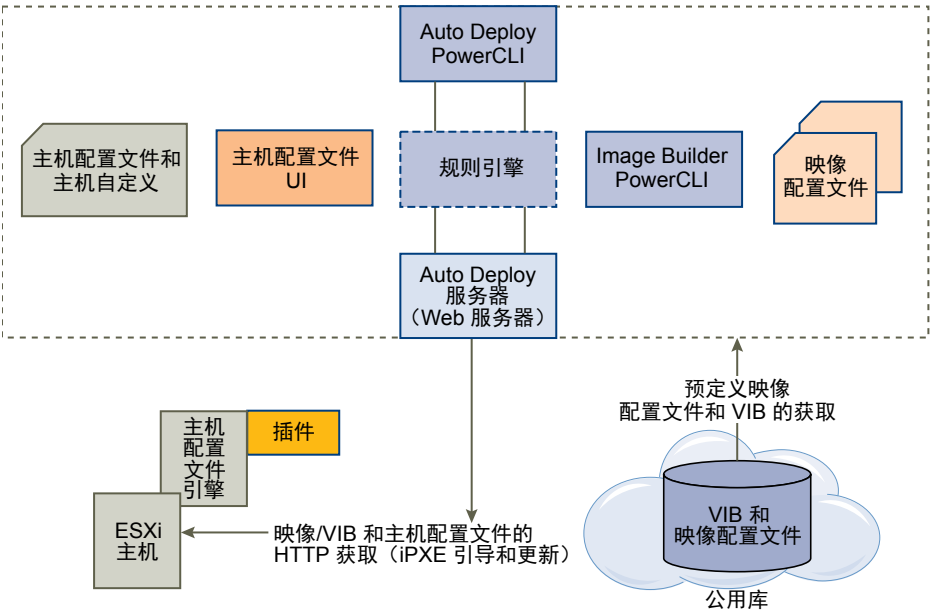 Auto Deploy
PowerCLI
主机配置文件和
主机自定义
主机配置文件
UI
规则引擎
Image Builder
PowerCLI
映像
配置文件
Auto Deploy
服务器
（Web 服务器）
预定义映像
配置文件和 VIB 的获取
主机
配置
文件
引擎
插件
ESXi
主机
映像/VIB 和主机配置文件的
HTTP 获取（iPXE 引导和更新）
VIB 和
映像配置文件
公用库